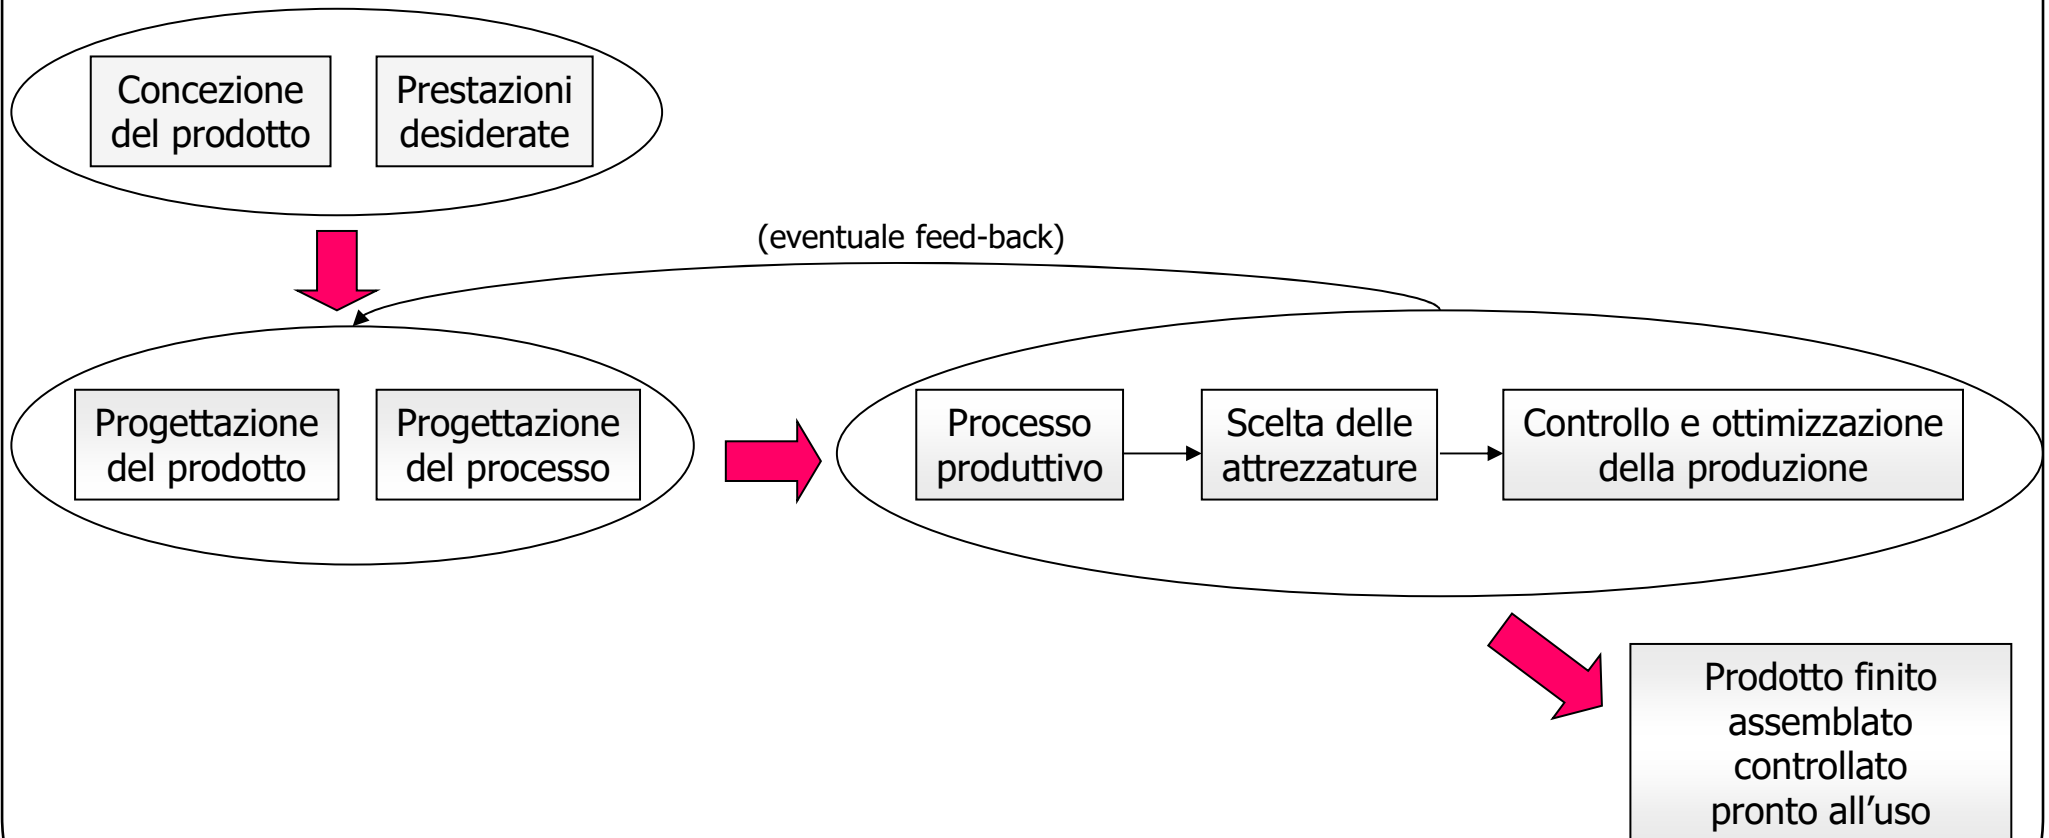 Concezione
del prodotto
Prestazioni
desiderate
(eventuale feed-back)
Progettazione
del prodotto
Progettazione
del processo
Processo
produttivo
Scelta delle
attrezzature
Controllo e ottimizzazione
della produzione
Prodotto finito
assemblato
controllato
pronto all’uso